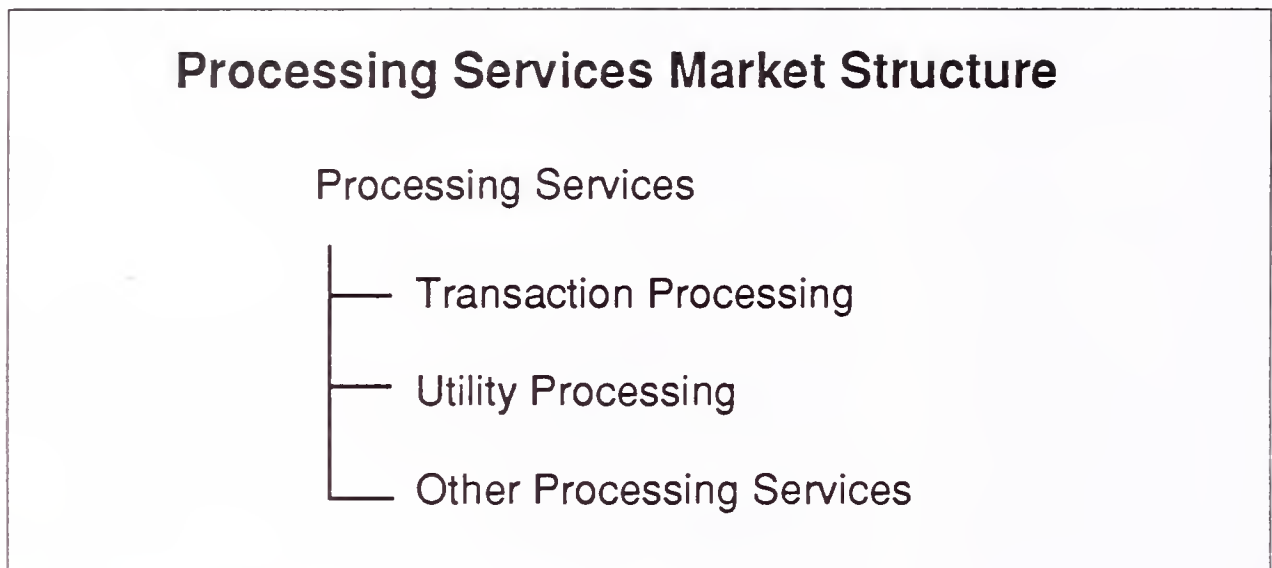 Processing Services Market Structure
Processing Services
Transaction Processing
Utility Processing
Other Processing Services